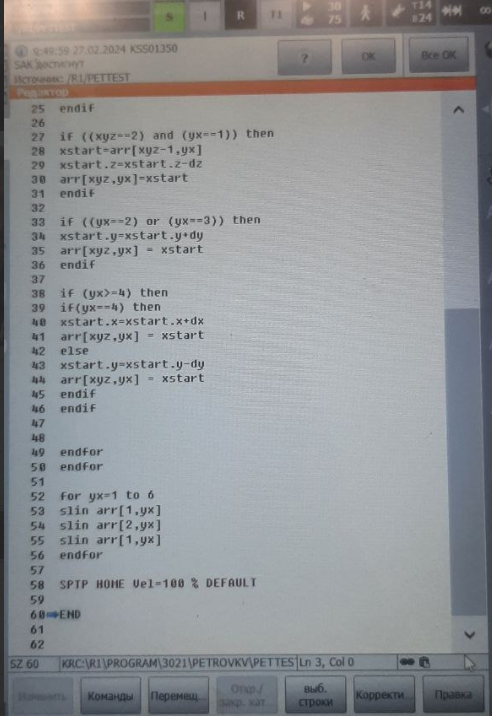 S I R T1 30 75 T14 24
9:49:59 27.02.2024 KSS01350
SAK достигнут
Источник: /R1/PETTEST
? OK Все OK
Редактор
25 endif
26
27 if ((xyz==2) and (yx==1)) then
28 xstart=arr[xyz-1,yx]
29 xstart.z=xstart.z-dz
30 arr[xyz,yx]=xstart
31 endif
32
33 if ((yx==2) or (yx==3)) then
34 xstart.y=xstart.y+dy
35 arr[xyz,yx] = xstart
36 endif
37
38 if (yx>=4) then
39 if(yx==4) then
40 xstart.x=xstart.x+dx
41 arr[xyz,yx] = xstart
42 else
43 xstart.y=xstart.y-dy
44 arr[xyz,yx] = xstart
45 endif
46 endif
47
48
49 endfor
50 endfor
51
52 for yx=1 to 6
53 slin arr[1,yx]
54 slin arr[2,yx]
55 slin arr[1,yx]
56 endfor
57
58 SPTP HOME Vel=100 % DEFAULT
59
60 END
61
62
SZ 60 KRC:\R1\PROGRAM\3021\PETROVKV\PETTES Ln 3, Col 0
Изменить Команды Перемещ... Откр./закр. кат... выб. строки Корректи... Правка